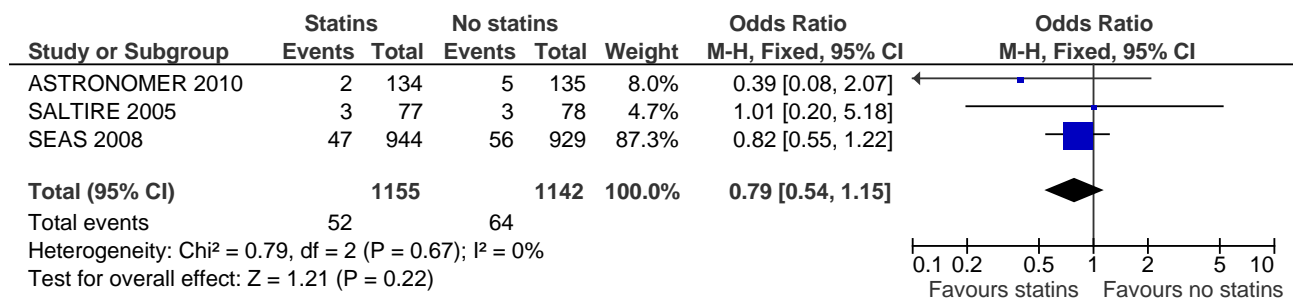 Statins No statins Odds Ratio Odds Ratio
Study or Subgroup Events Total Events Total Weight M-H, Fixed, 95% CI M-H, Fixed, 95% CI
ASTRONOMER 2010 2 134 5 135 8.0% 0.39 [0.08, 2.07]
SALTIRE 2005 3 77 3 78 4.7% 1.01 [0.20, 5.18]
SEAS 2008 47 944 56 929 87.3% 0.82 [0.55, 1.22]
Total (95% CI) 1155 1142 100.0% 0.79 [0.54, 1.15]
Total events 52 64
Heterogeneity: Chi² = 0.79, df = 2 (P = 0.67); I² = 0%
Test for overall effect: Z = 1.21 (P = 0.22)
0.1 0.2 0.5 1 2 5 10
Favours statins Favours no statins